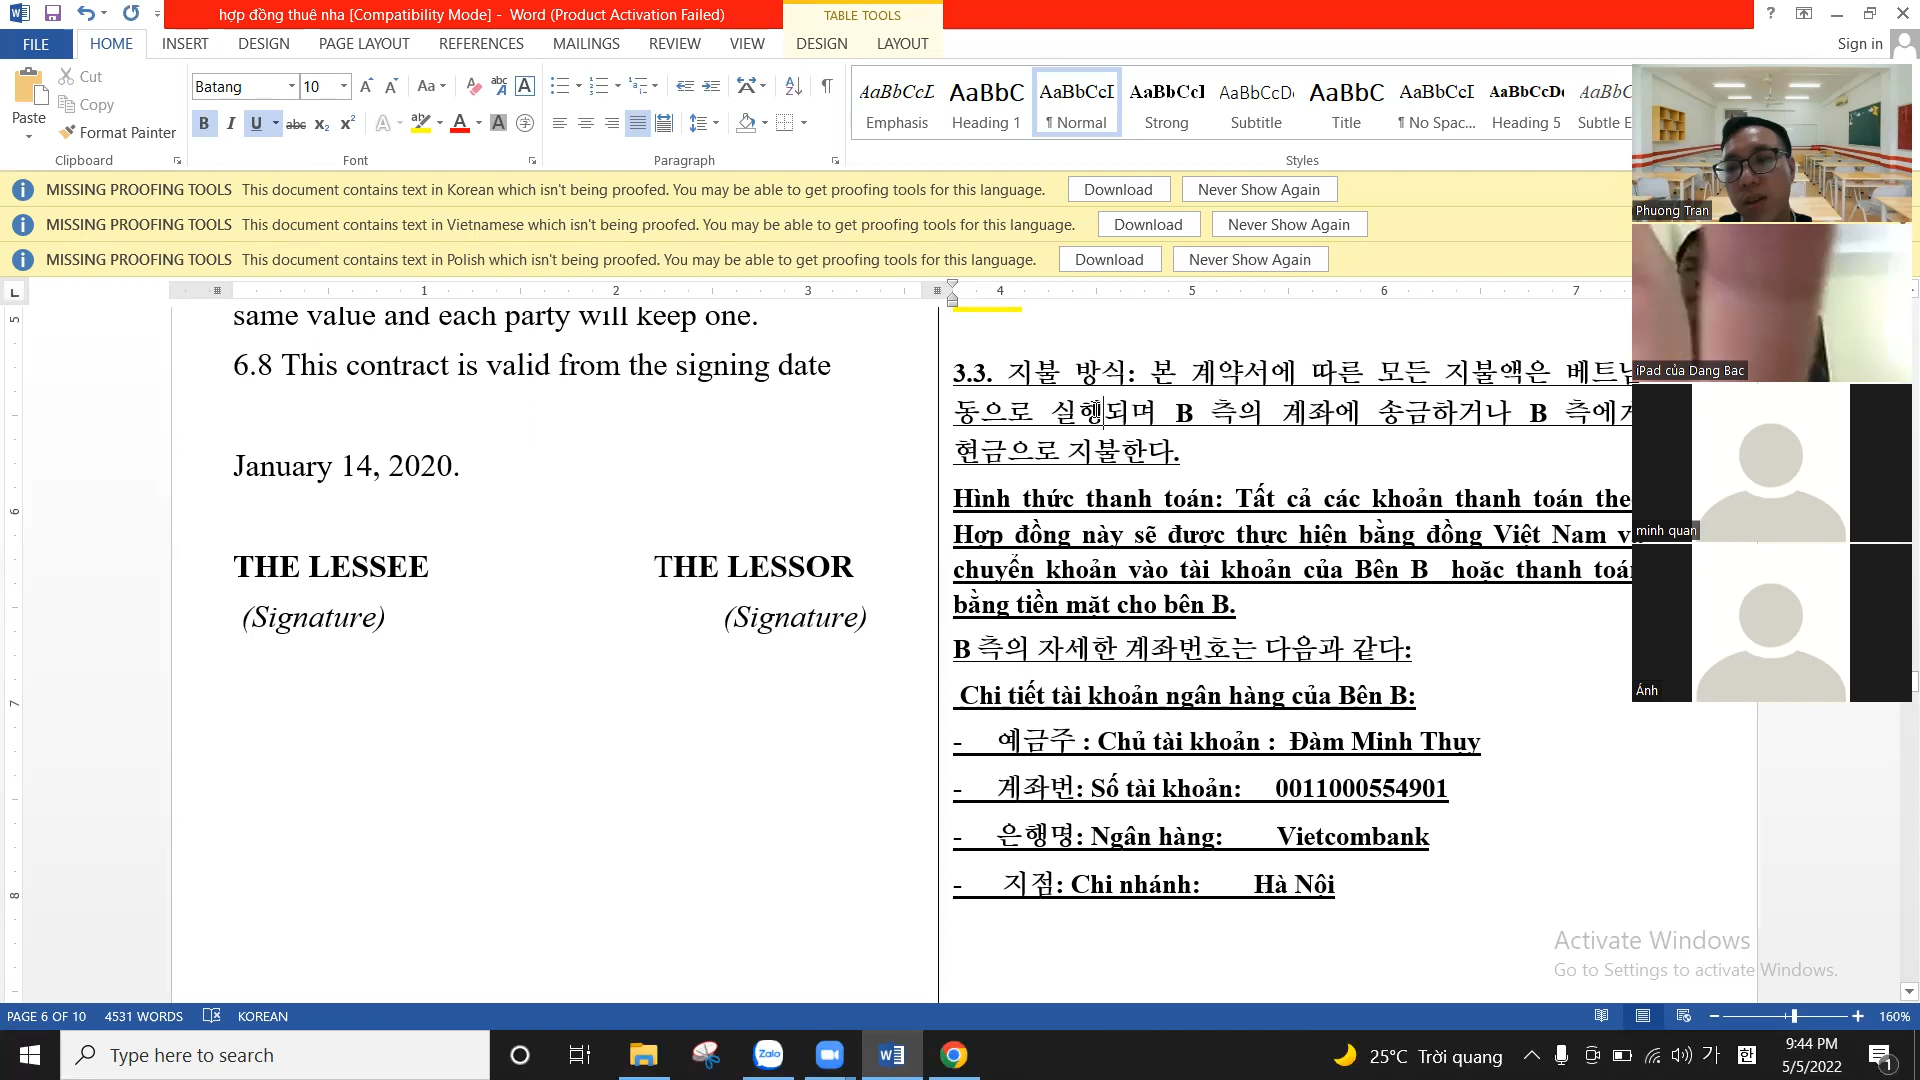 hợp đồng thuê nha [Compatibility Mode] - Word (Product Activation Failed)
TABLE TOOLS
FILE HOME INSERT DESIGN PAGE LAYOUT REFERENCES MAILINGS REVIEW VIEW DESIGN LAYOUT Sign in
Paste
Cut
Copy
Format Painter
Batang 10
AaBbCcL AaBbC AaBbCcI AaBbCcI AaBbCcDo AaBbC AaBbCcI AaBbCcDo
Emphasis Heading 1 ¶ Normal Strong Subtitle Title ¶ No Spac... Heading 5 Subtle E
Clipboard Font Paragraph Styles
MISSING PROOFING TOOLS This document contains text in Korean which isn't being proofed. You may be able to get proofing tools for this language. Download Never Show Again
MISSING PROOFING TOOLS This document contains text in Vietnamese which isn't being proofed. You may be able to get proofing tools for this language. Download Never Show Again
MISSING PROOFING TOOLS This document contains text in Polish which isn't being proofed. You may be able to get proofing tools for this language. Download Never Show Again
1 2 3 4 5 6 7
same value and each party will keep one.
6.8 This contract is valid from the signing date
January 14, 2020.
THE LESSEE THE LESSOR
(Signature) (Signature)
3.3. 지불 방식: 본 계약서에 따른 모든 지불액은 베트남
동으로 실행되며 B 측의 계좌에 송금하거나 B 측에게
현금으로 지불한다.
Hình thức thanh toán: Tất cả các khoản thanh toán the
Hợp đồng này sẽ được thực hiện bằng đồng Việt Nam v
chuyển khoản vào tài khoản của Bên B hoặc thanh toán
bằng tiền mặt cho bên B.
B 측의 자세한 계좌번호는 다음과 같다:
Chi tiết tài khoản ngân hàng của Bên B:
- 예금주 : Chủ tài khoản : Đàm Minh Thụy
- 계좌번: Số tài khoản: 0011000554901
- 은행명: Ngân hàng: Vietcombank
- 지점: Chi nhánh: Hà Nội
Phuong Tran
iPad của Dang Bac
minh quan
Ánh
Activate Windows
Go to Settings to activate Windows.
PAGE 6 OF 10 4531 WORDS KOREAN 160%
Type here to search
Zalo
25°C Trời quang
가 한
9:44 PM
5/5/2022
1